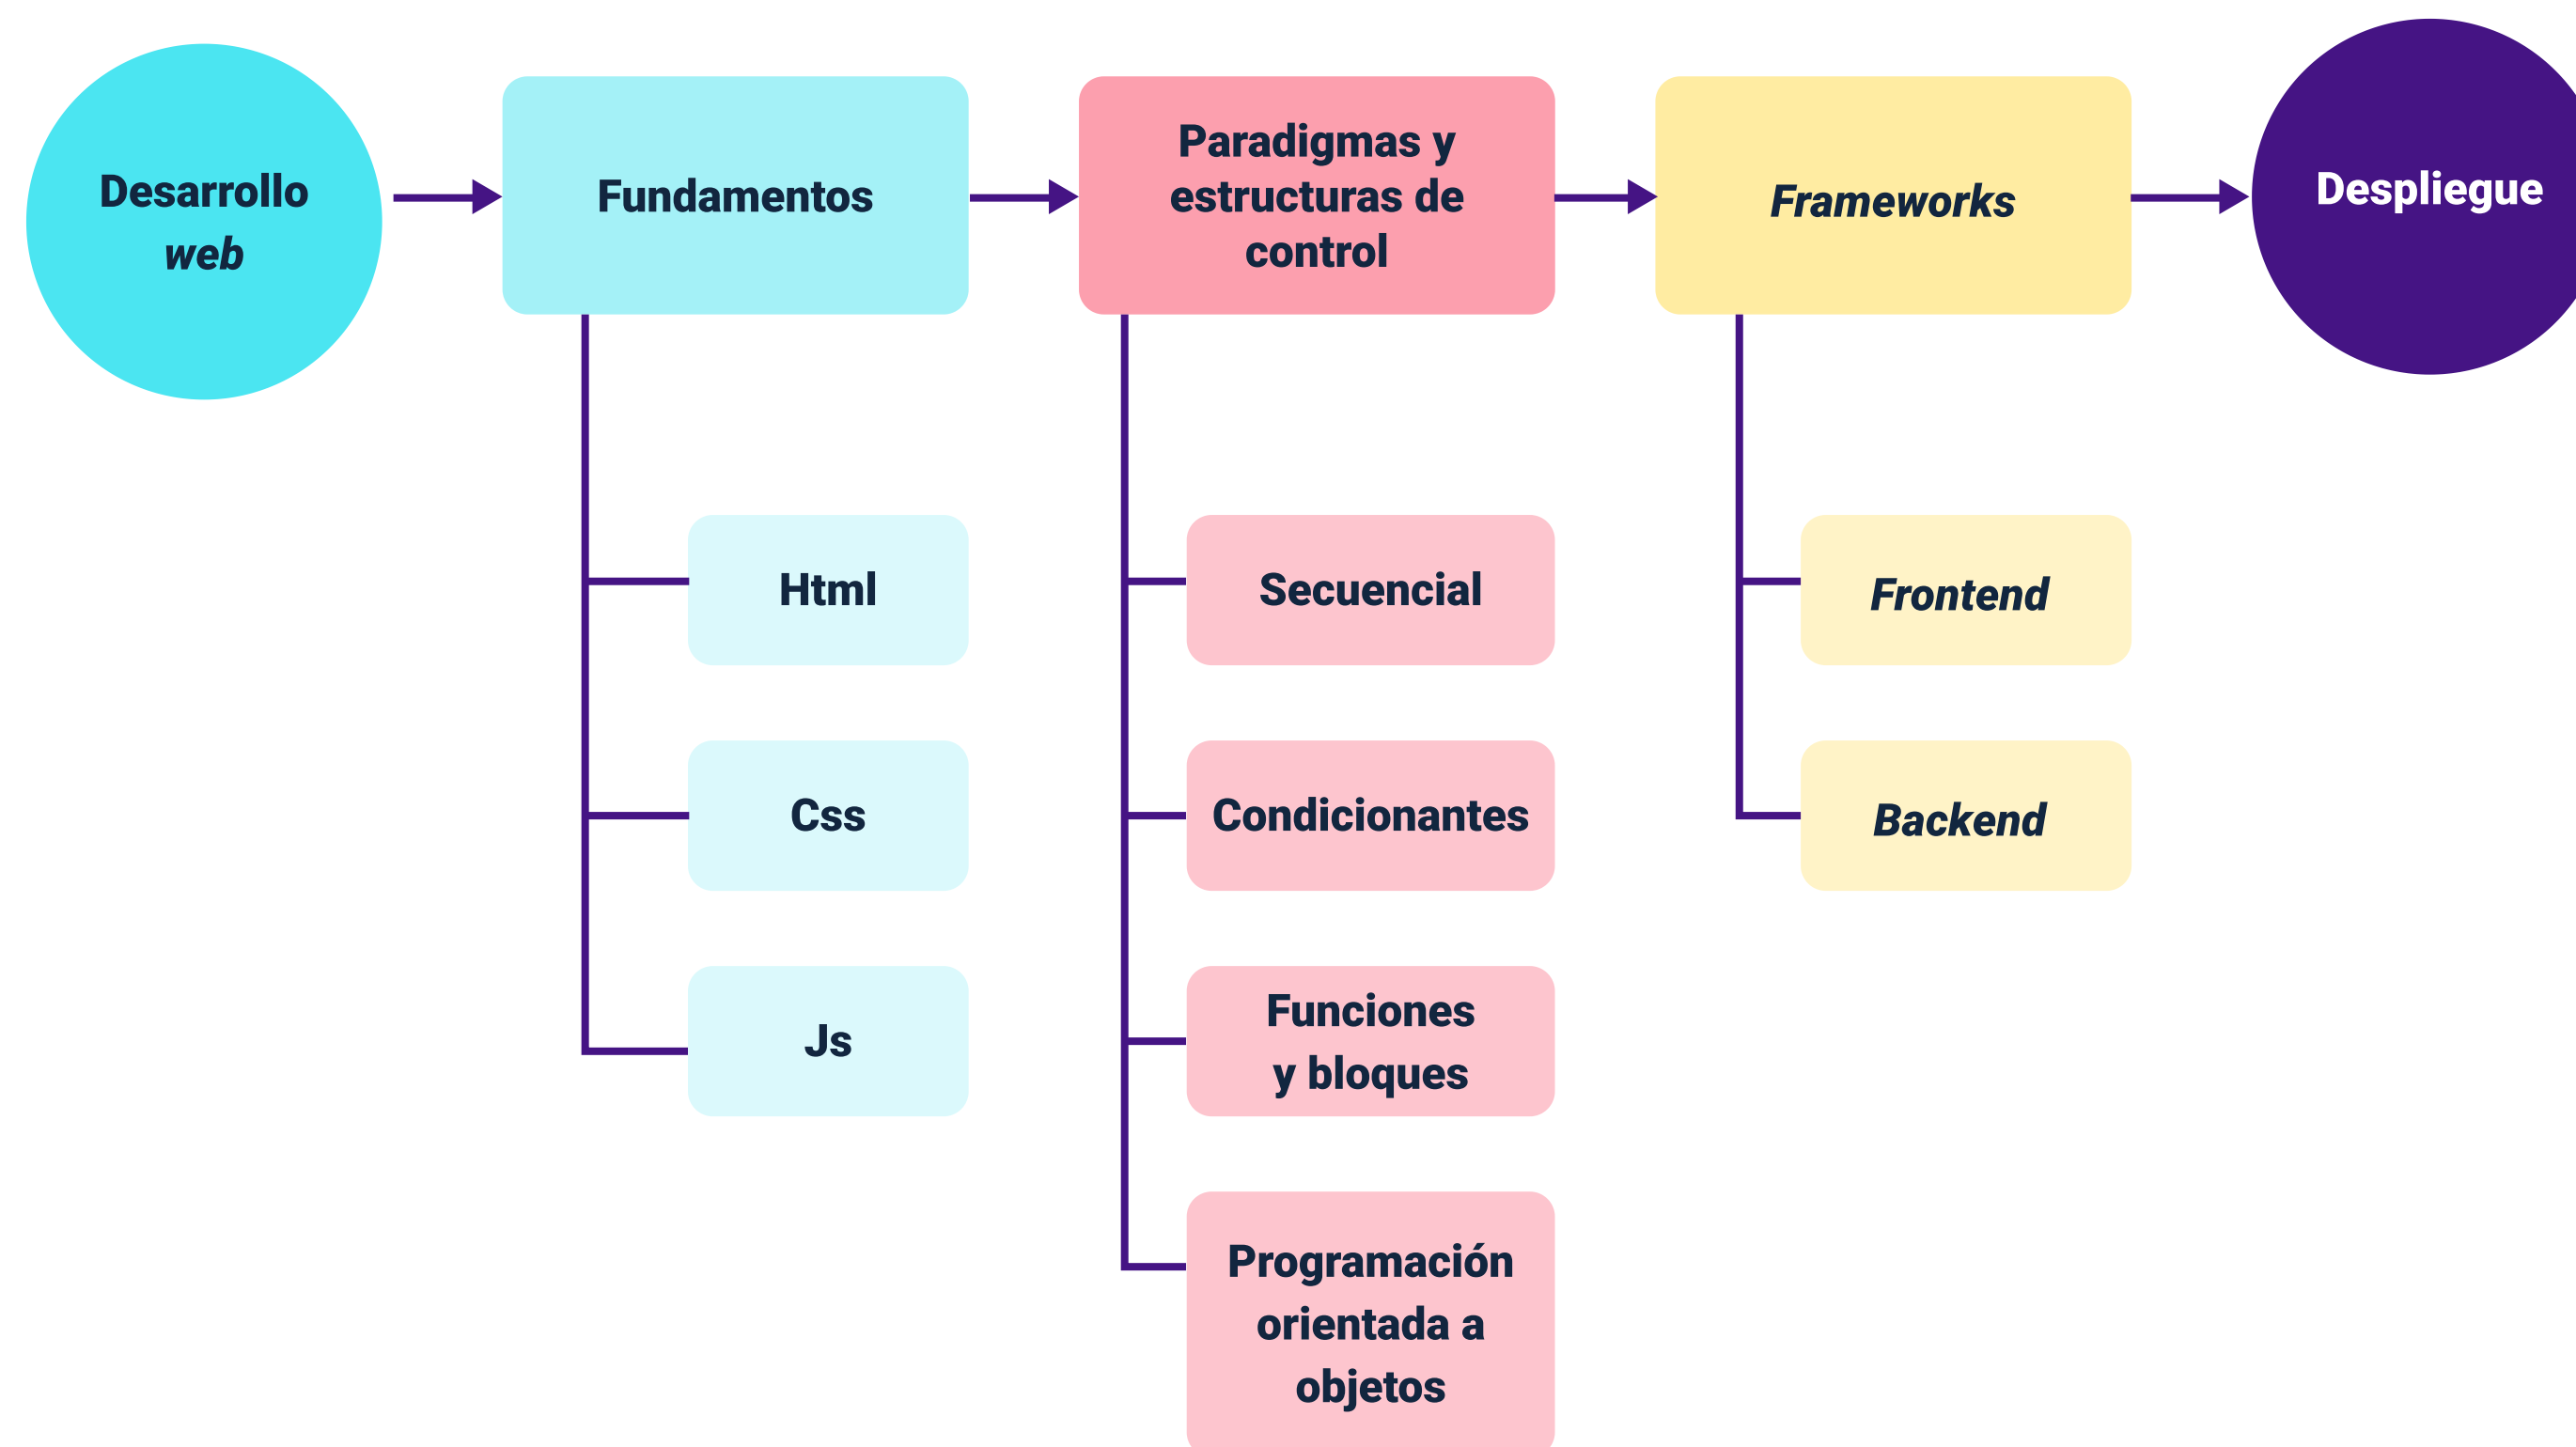 Desarrollo
web
Fundamentos
Paradigmas y
estructuras de
control
Frameworks
Despliegue
Html
Css
Js
Secuencial
Condicionantes
Funciones
y bloques
Programación
orientada a
objetos
Frontend
Backend